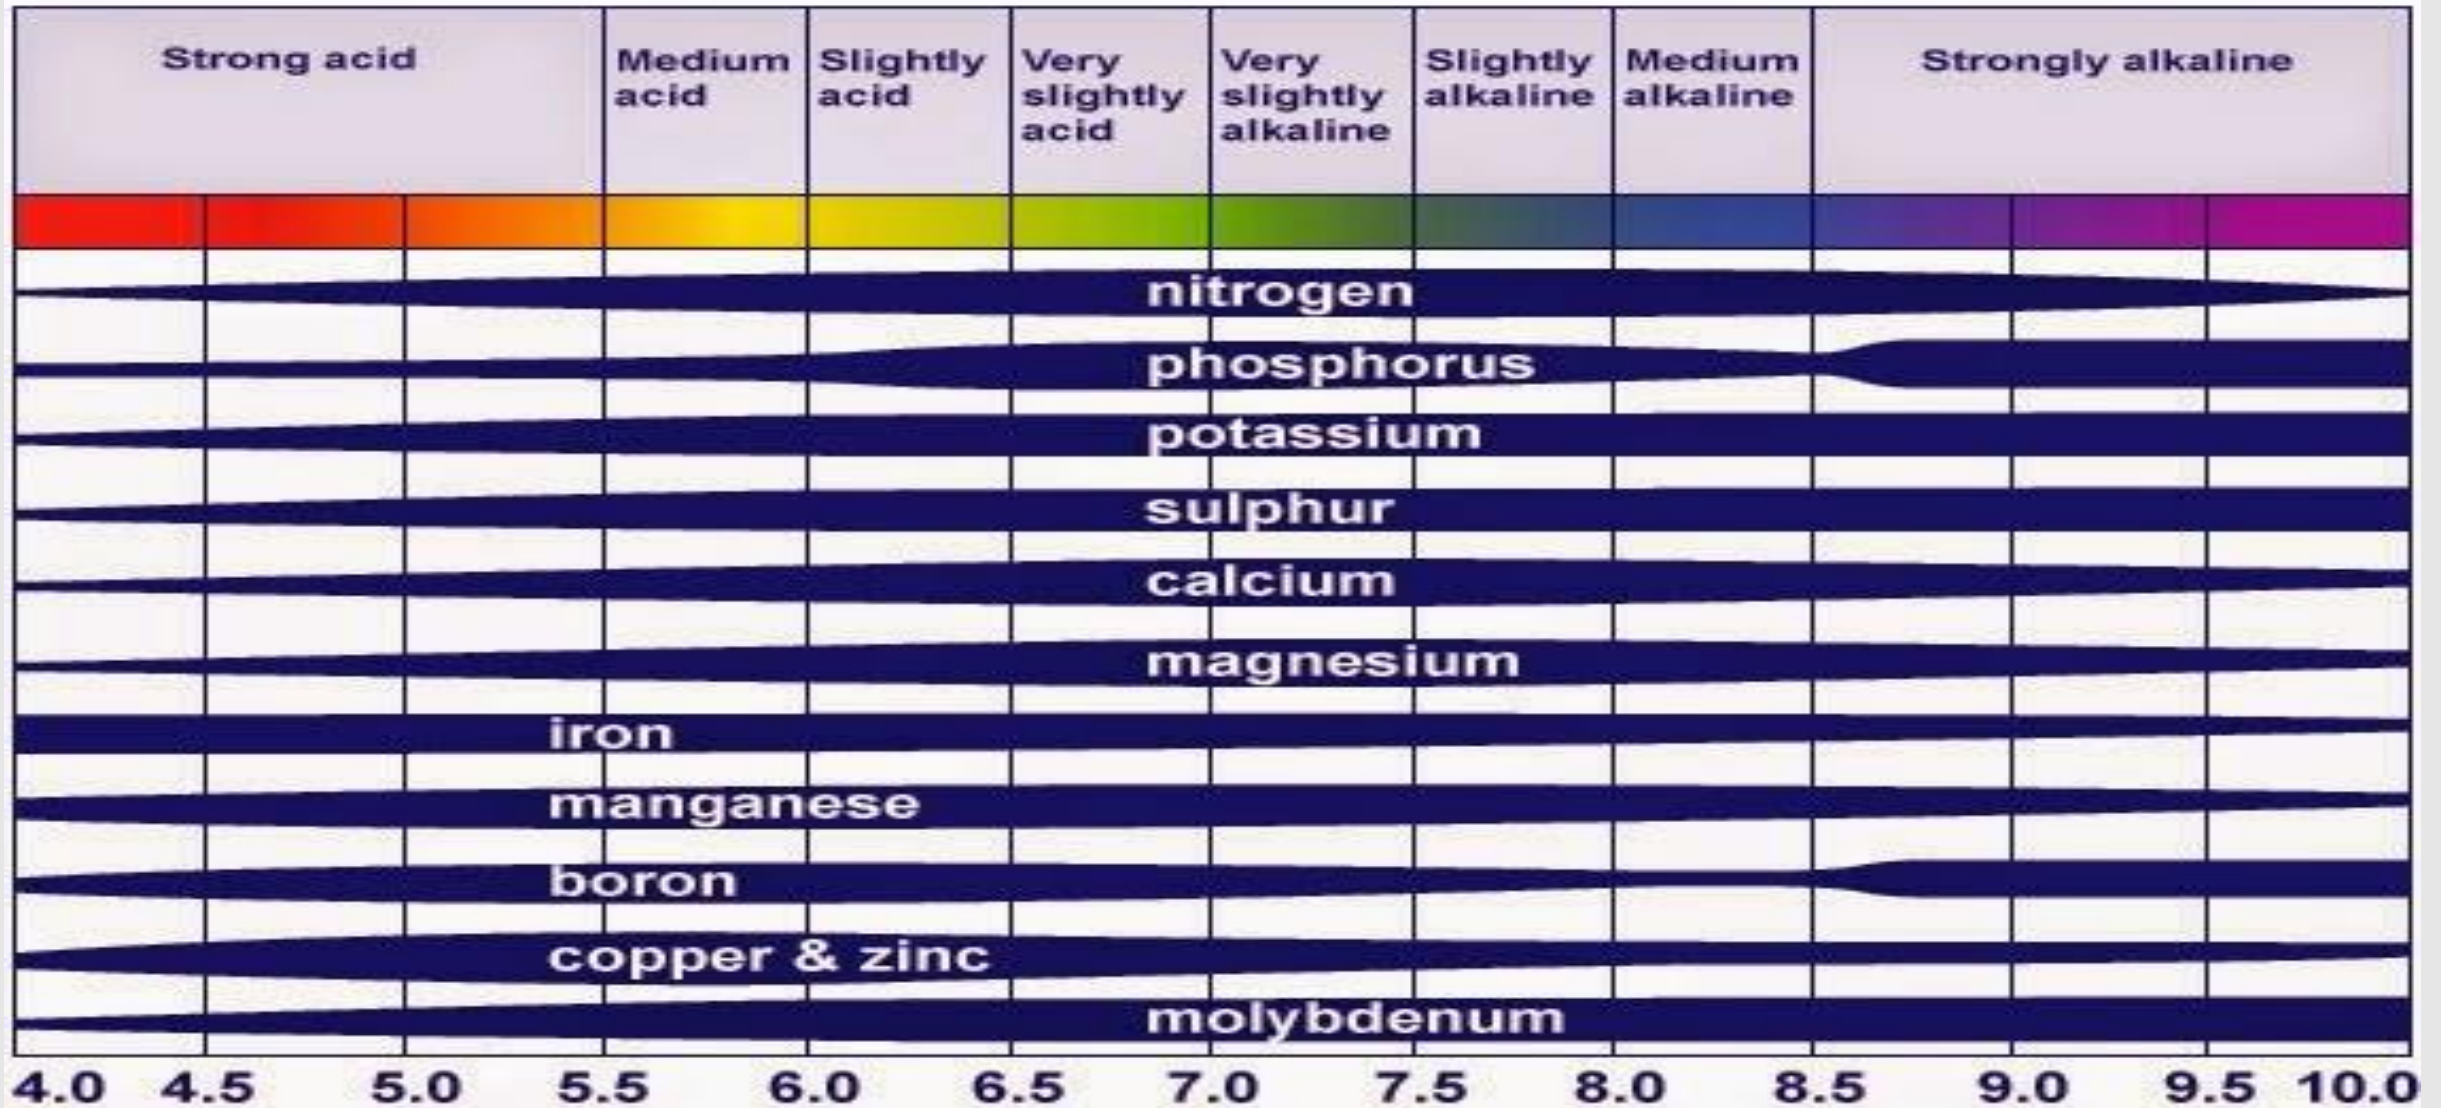 Strong acid
Medium
acid
Slightly
acid
Very
slightly
acid
Very
slightly
alkaline
Slightly
alkaline
Medium
alkaline
Strongly alkaline
nitrogen
phosphorus
potassium
sulphur
calcium
magnesium
iron
manganese
boron
copper & zinc
molybdenum
4.0 4.5 5.0 5.5 6.0 6.5 7.0 7.5 8.0 8.5 9.0 9.5 10.0